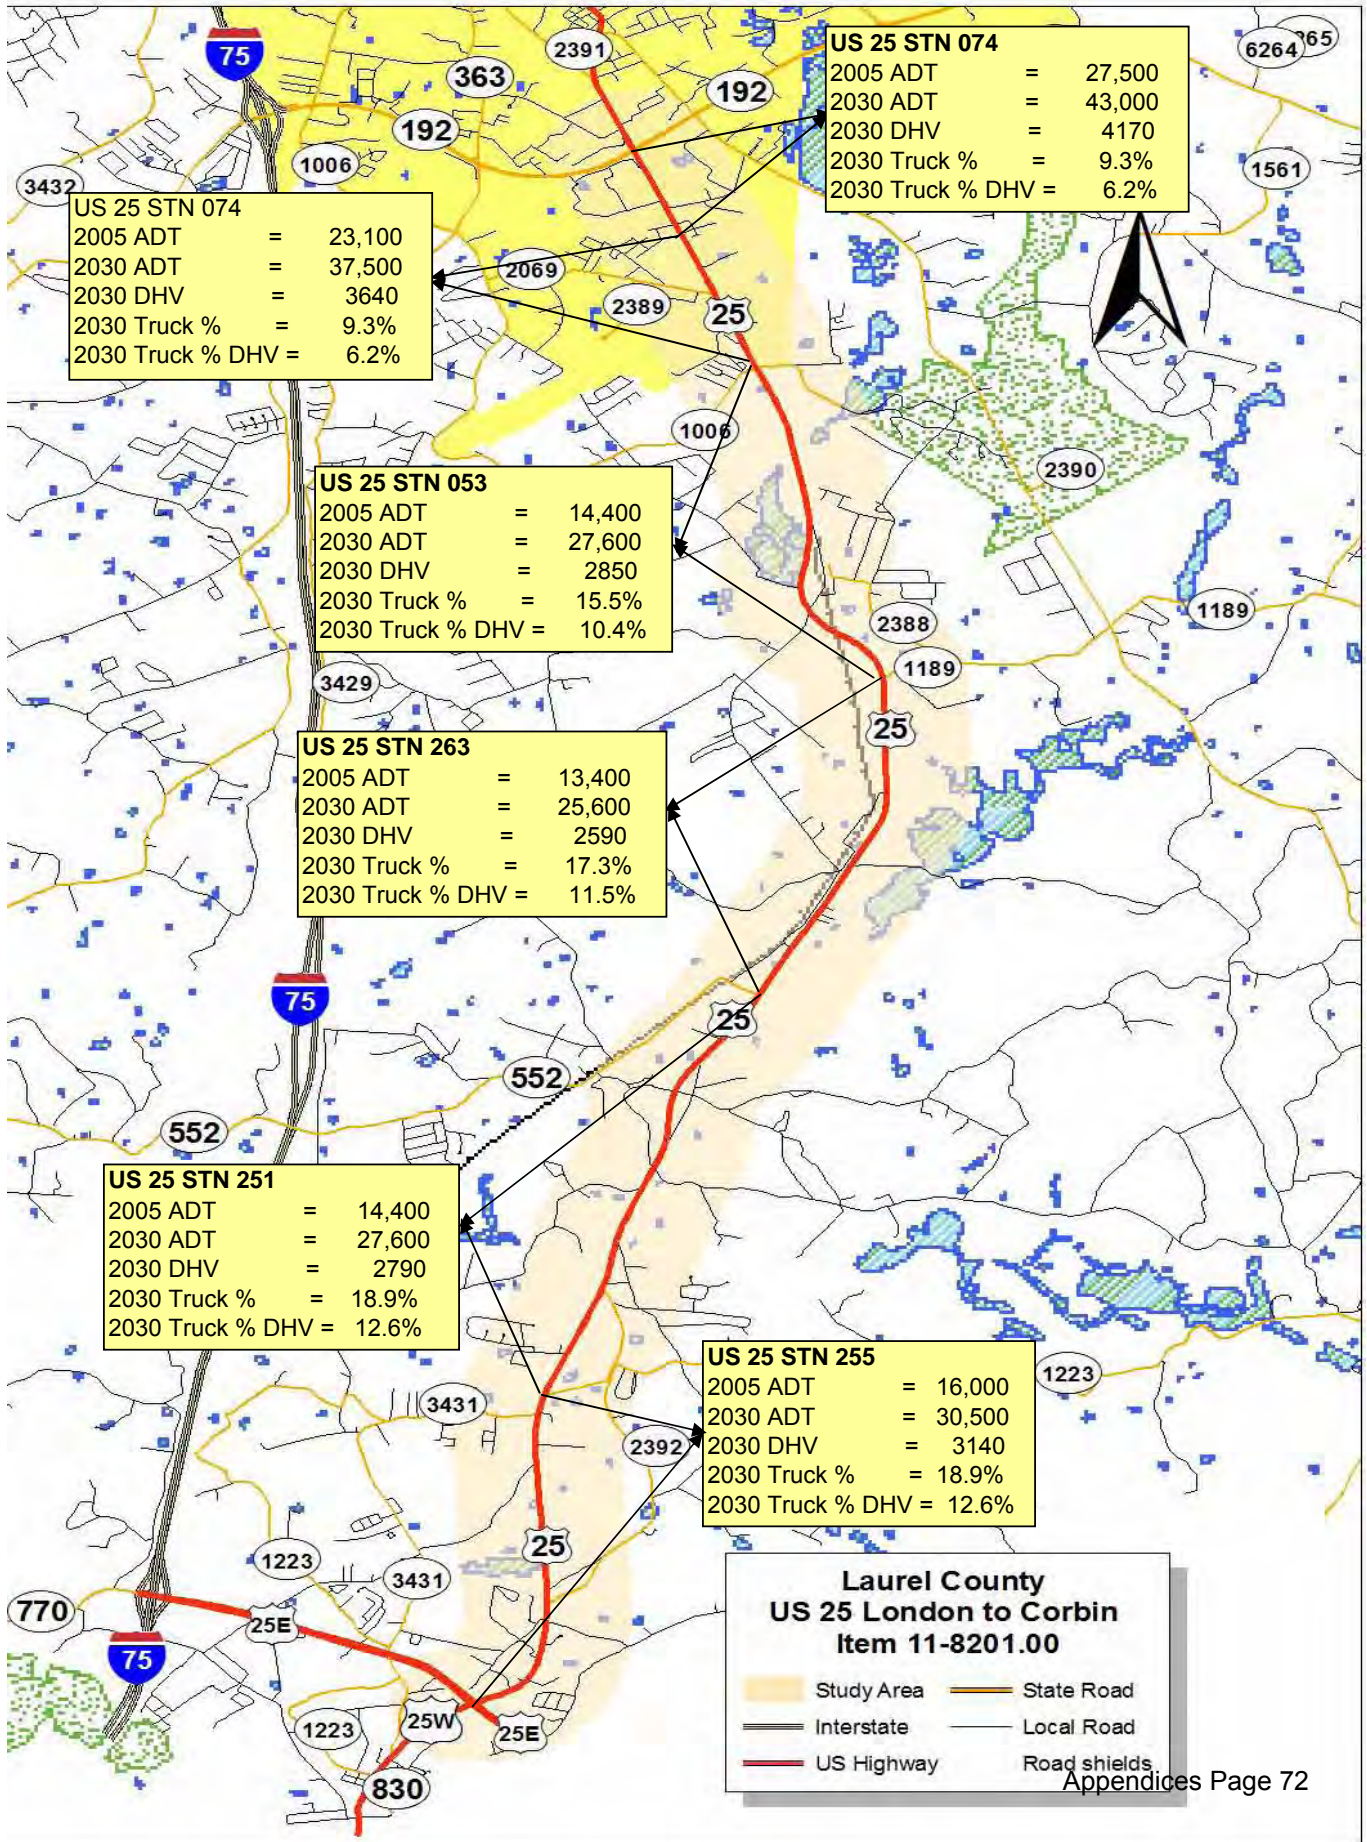 75
2391
363
192
192
1006
3432
6264
1561
US 25 STN 074
2005 ADT = 27,500
2030 ADT = 43,000
2030 DHV = 4170
2030 Truck % = 9.3%
2030 Truck % DHV = 6.2%
US 25 STN 074
2005 ADT = 23,100
2030 ADT = 37,500
2030 DHV = 3640
2030 Truck % = 9.3%
2030 Truck % DHV = 6.2%
2069
2389
25
1006
2390
US 25 STN 053
2005 ADT = 14,400
2030 ADT = 27,600
2030 DHV = 2850
2030 Truck % = 15.5%
2030 Truck % DHV = 10.4%
1189
2388
1189
3429
25
US 25 STN 263
2005 ADT = 13,400
2030 ADT = 25,600
2030 DHV = 2590
2030 Truck % = 17.3%
2030 Truck % DHV = 11.5%
75
25
552
552
US 25 STN 251
2005 ADT = 14,400
2030 ADT = 27,600
2030 DHV = 2790
2030 Truck % = 18.9%
2030 Truck % DHV = 12.6%
US 25 STN 255
2005 ADT = 16,000
2030 ADT = 30,500
2030 DHV = 3140
2030 Truck % = 18.9%
2030 Truck % DHV = 12.6%
1223
3431
2392
25
1223
3431
770
25E
75
1223
25W
25E
830
Laurel County
US 25 London to Corbin
Item 11-8201.00
Study Area
State Road
Interstate
Local Road
US Highway
Road shields
Appendices Page 72